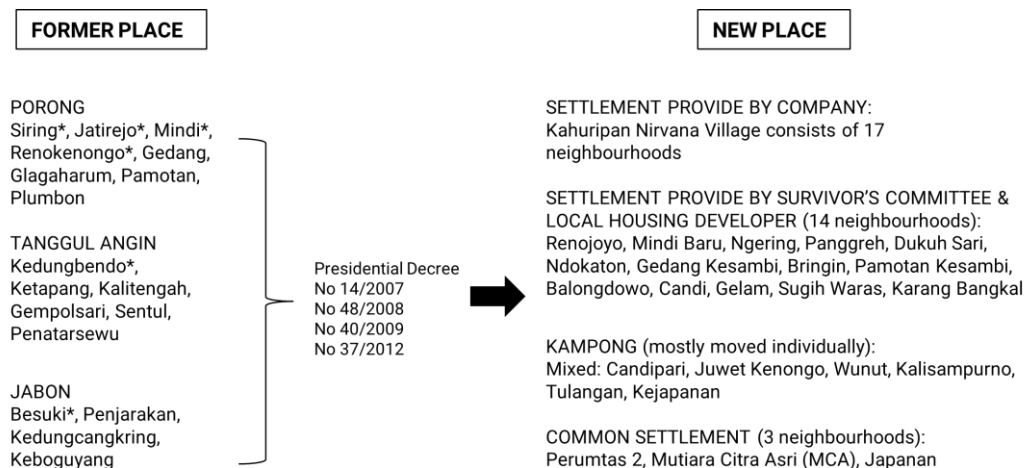 FORMER PLACE
PORONG
Siring*, Jatirejo*, Mindi*,
Renokenongo*, Gedang,
Glagaharum, Pamotan,
Plumbon
TANGGUL ANGIN
Kedungbendo*,
Ketapang, Kalitengah,
Gempolsari, Sentul,
Penatarsewu
JABON
Besuki*, Penjarakan,
Kedungcangkring,
Keboguyang
Presidential Decree
No 14/2007
No 48/2008
No 40/2009
No 37/2012
NEW PLACE
SETTLEMENT PROVIDE BY COMPANY:
Kahuripan Nirvana Village consists of 17
neighbourhoods
SETTLEMENT PROVIDE BY SURVIVOR'S COMMITTEE &
LOCAL HOUSING DEVELOPER (14 neighbourhoods):
Renojoyo, Mindi Baru, Ngering, Panggreh, Dukuh Sari,
Ndokaton, Gedang Kesambi, Bringin, Pamotan Kesambi,
Balongdowo, Candi, Gelam, Sugih Waras, Karang Bangkal
KAMPONG (mostly moved individually):
Mixed: Candipari, Juwet Kenongo, Wunut, Kalisampurno,
Tulangan, Kejapanan
COMMON SETTLEMENT (3 neighbourhoods):
Perumtas 2, Mutiara Citra Asri (MCA), Japanan